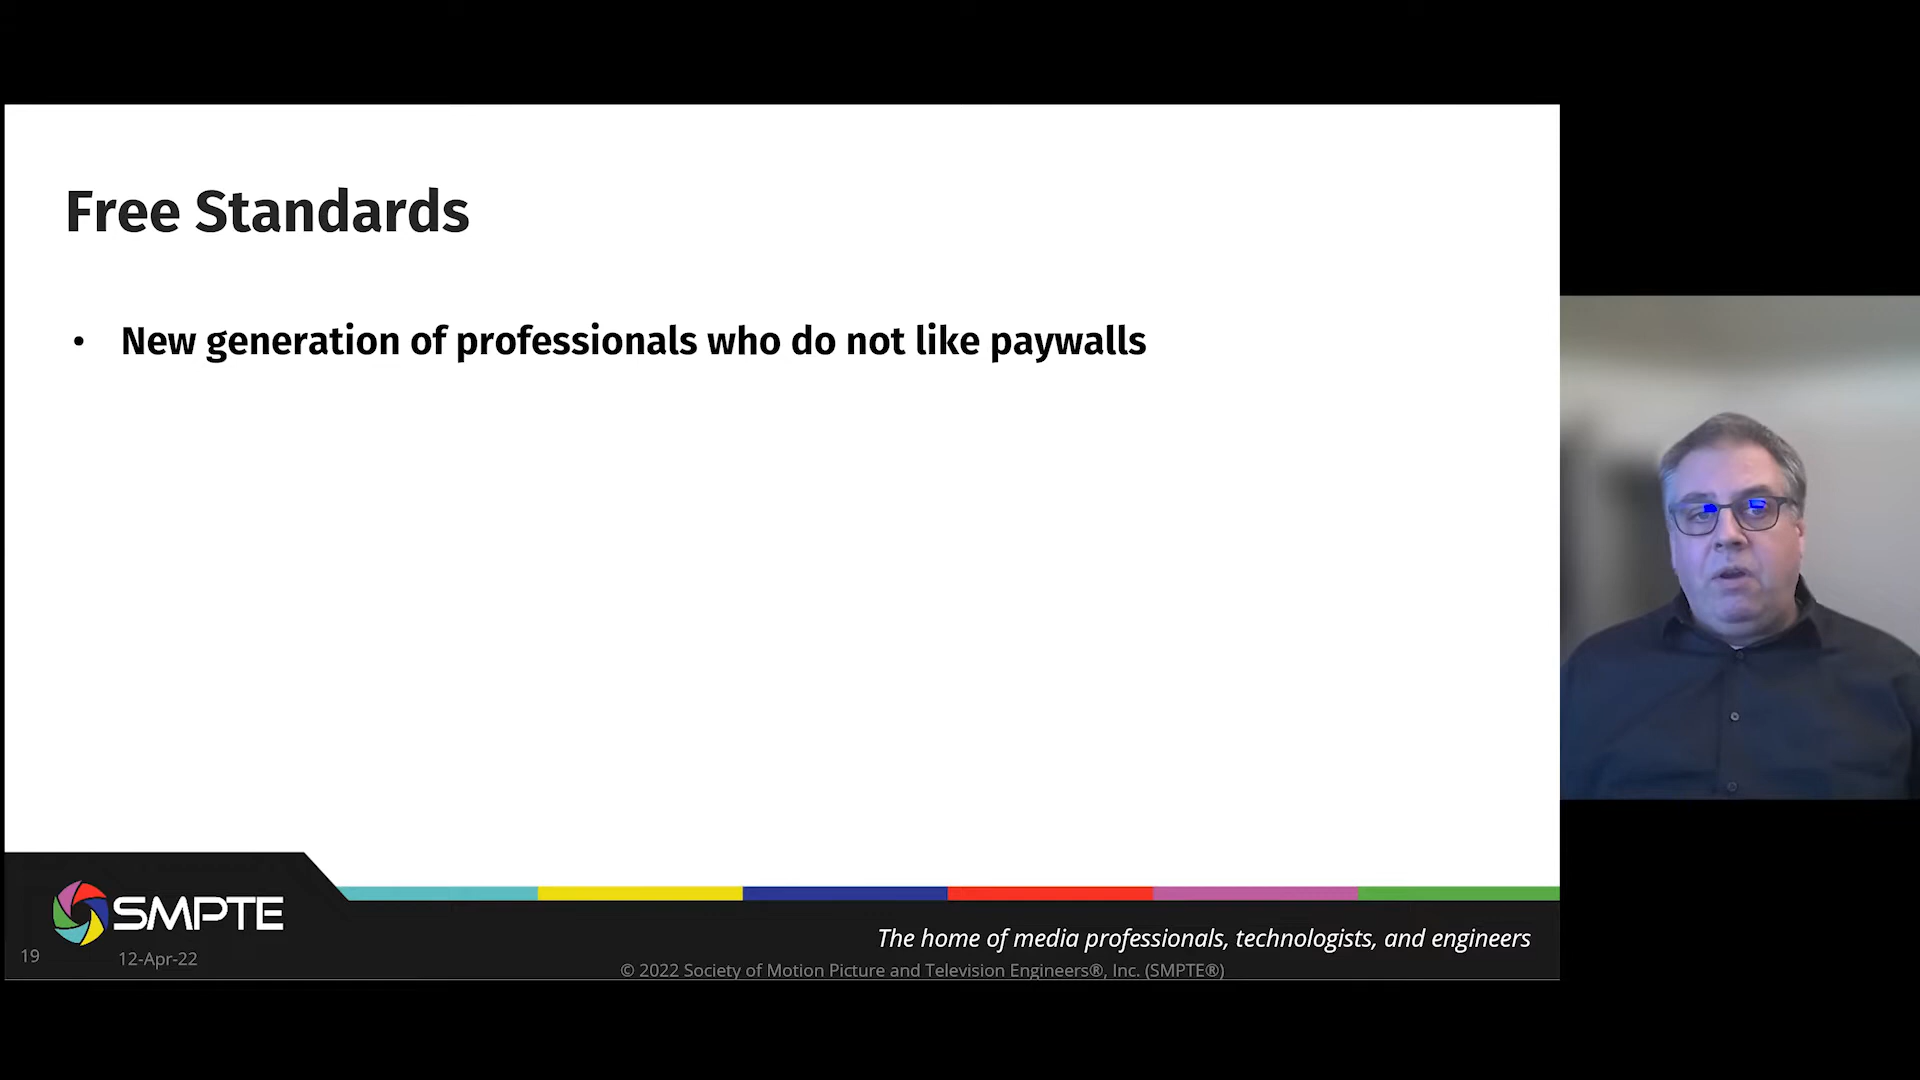 Free Standards
• New generation of professionals who do not like paywalls
SMPTE
The home of media professionals, technologists, and engineers
19
12-Apr-22
© 2022 Society of Motion Picture and Television Engineers®, Inc. (SMPTE®)